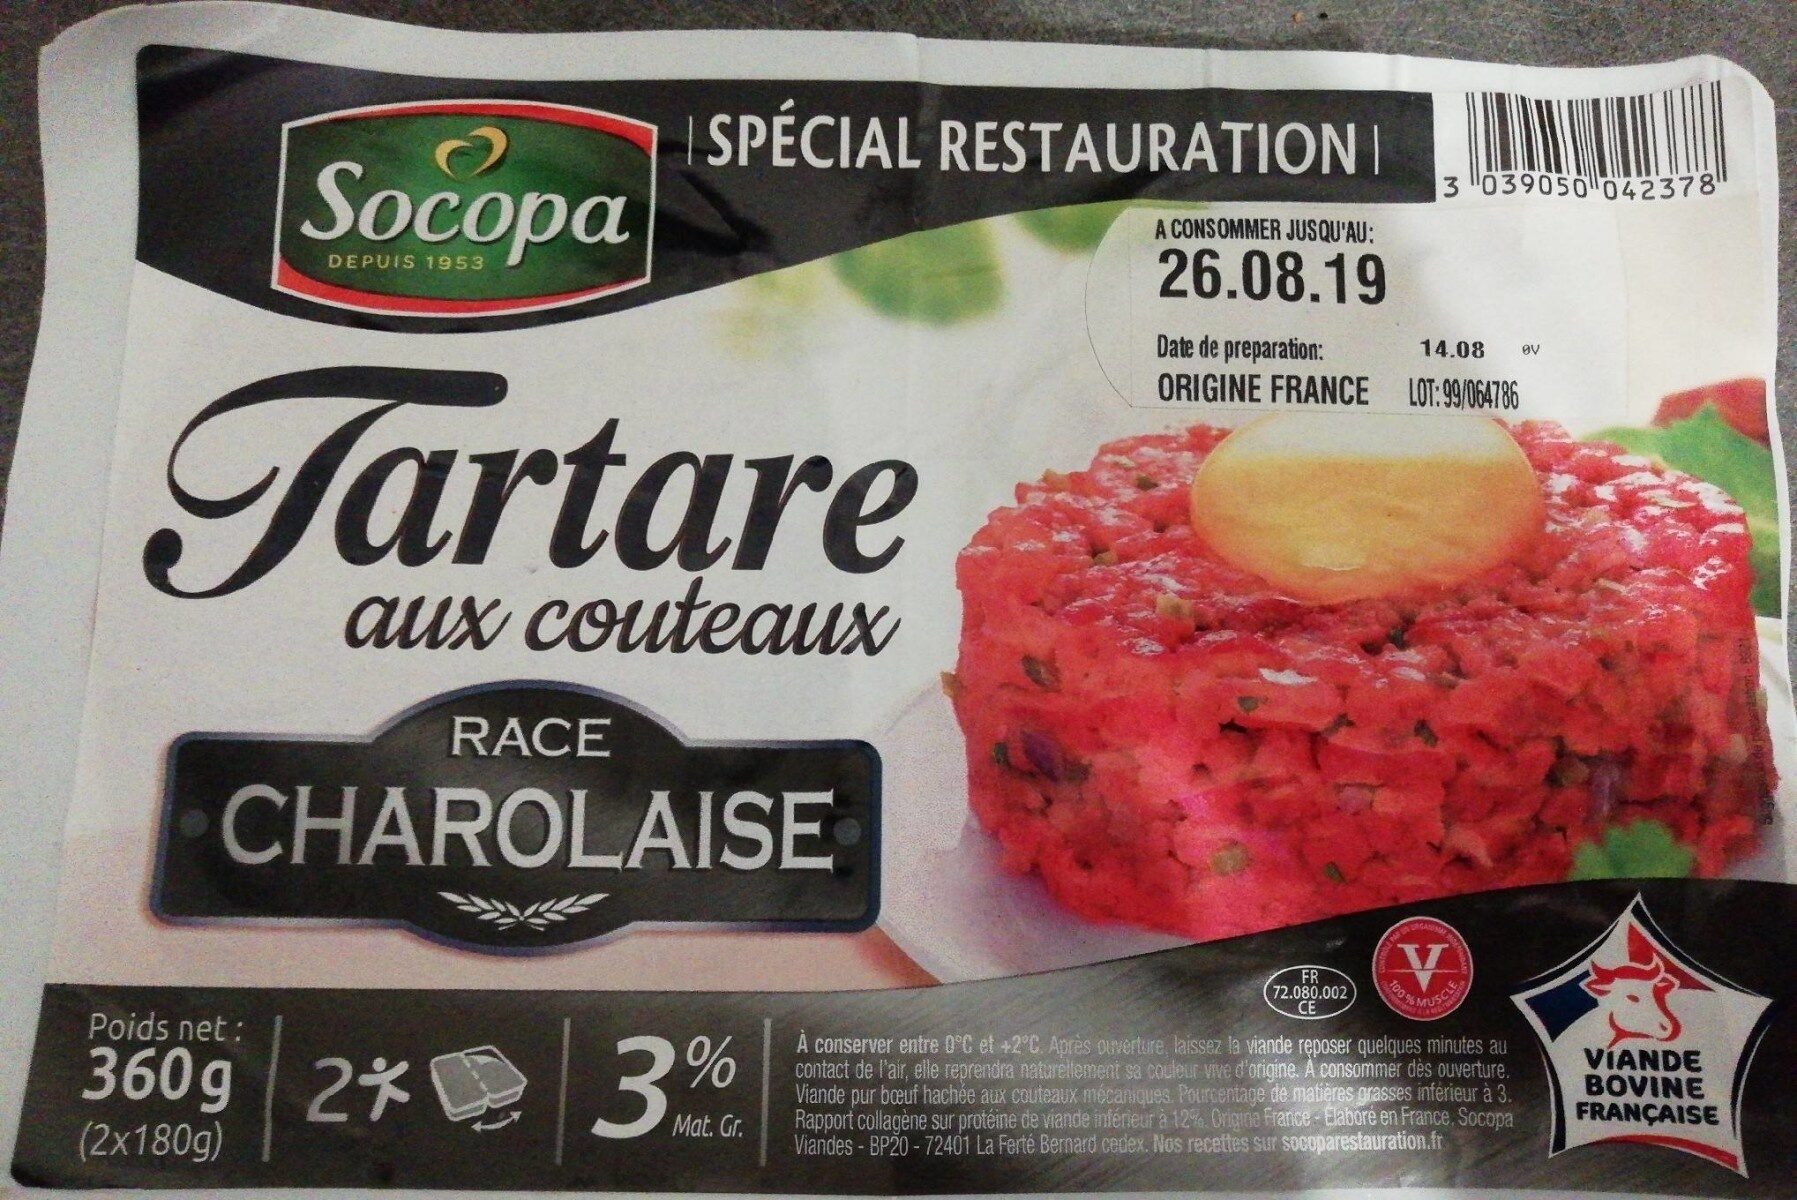 Socopa
DEPUIS 1953
SPÉCIAL RESTAURATION
3 039050 042378
A CONSOMMER JUSQU'AU:
26.08.19
Date de preparation: 14.08 øV
ORIGINE FRANCE LOT: 99/064786
Tartare
aux couteaux
RACE
CHAROLAISE
FR
72.080.002
CE
V
100 % MUSCLE
Poids net :
360g
(2x180g)
2
3%
Mat. Gr.
À conserver entre 0°C et +2°C. Après ouverture, laissez la viande reposer quelques minutes au
contact de l'air, elle reprendra naturellement sa couleur vive d'origine. À consommer dès ouverture.
Viande pur bœuf hachée aux couteaux mécaniques. Pourcentage de matières grasses inférieur à 3.
Rapport collagène sur protéine de viande inférieur à 12%. Origine France - Élaboré en France. Socopa
Viandes - BP20 - 72401 La Ferté Bernard cedex. Nos recettes sur socoparestauration.fr
VIANDE
BOVINE
FRANÇAISE